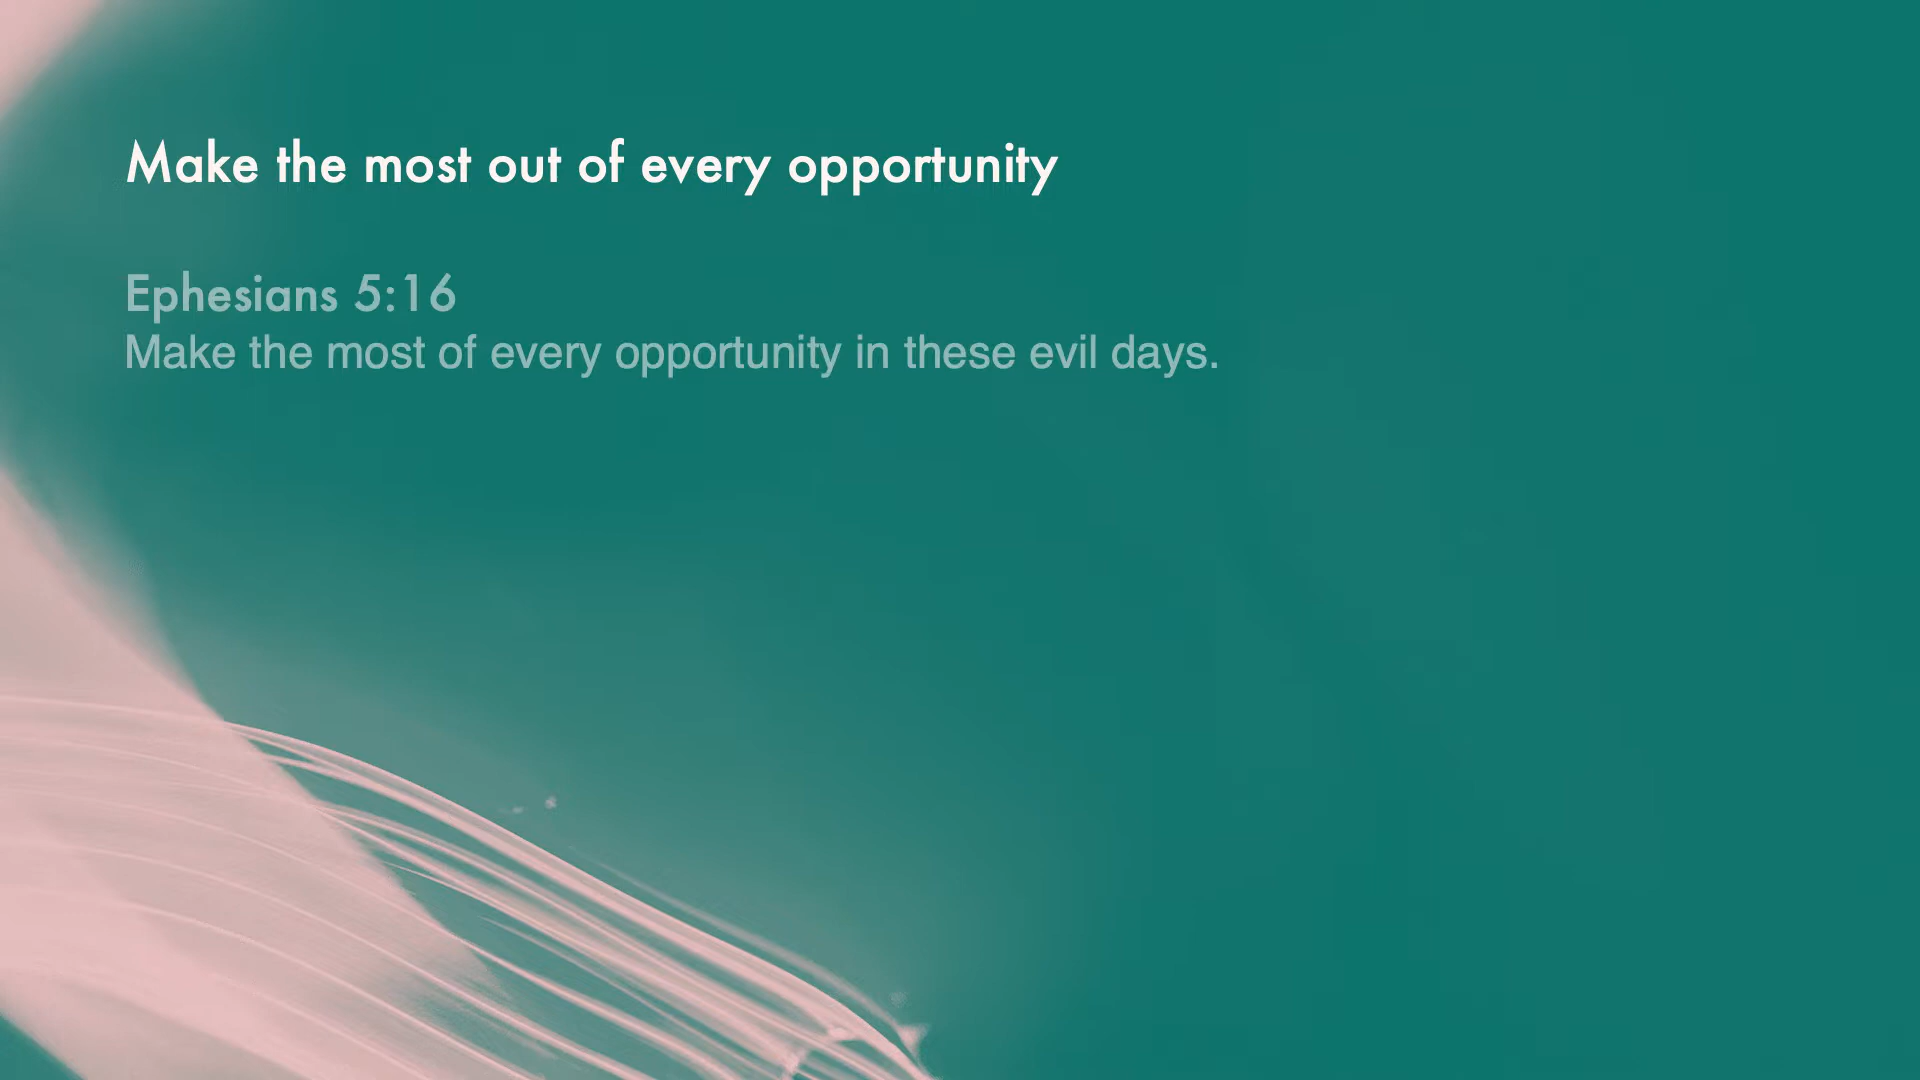 Make the most out of every opportunity
Ephesians 5:16
Make the most of every opportunity in these evil days.